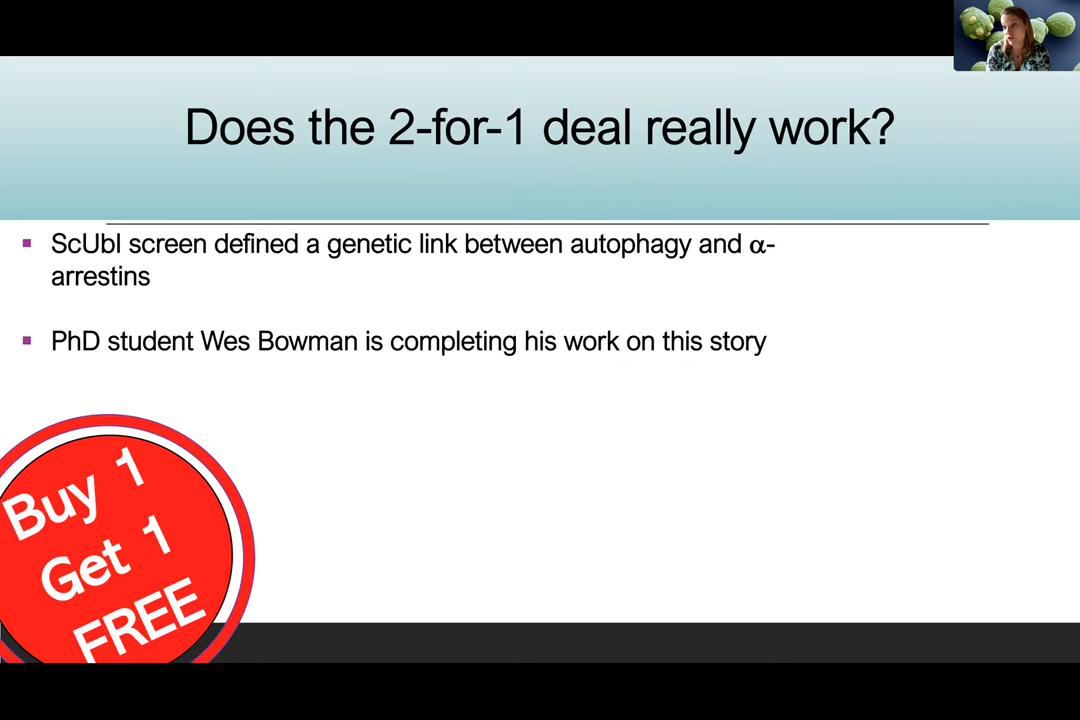 Does the 2-for-1 deal really work?
▪ ScUbI screen defined a genetic link between autophagy and α-
arrestins
▪ PhD student Wes Bowman is completing his work on this story
Buy 1
Get 1
FREE